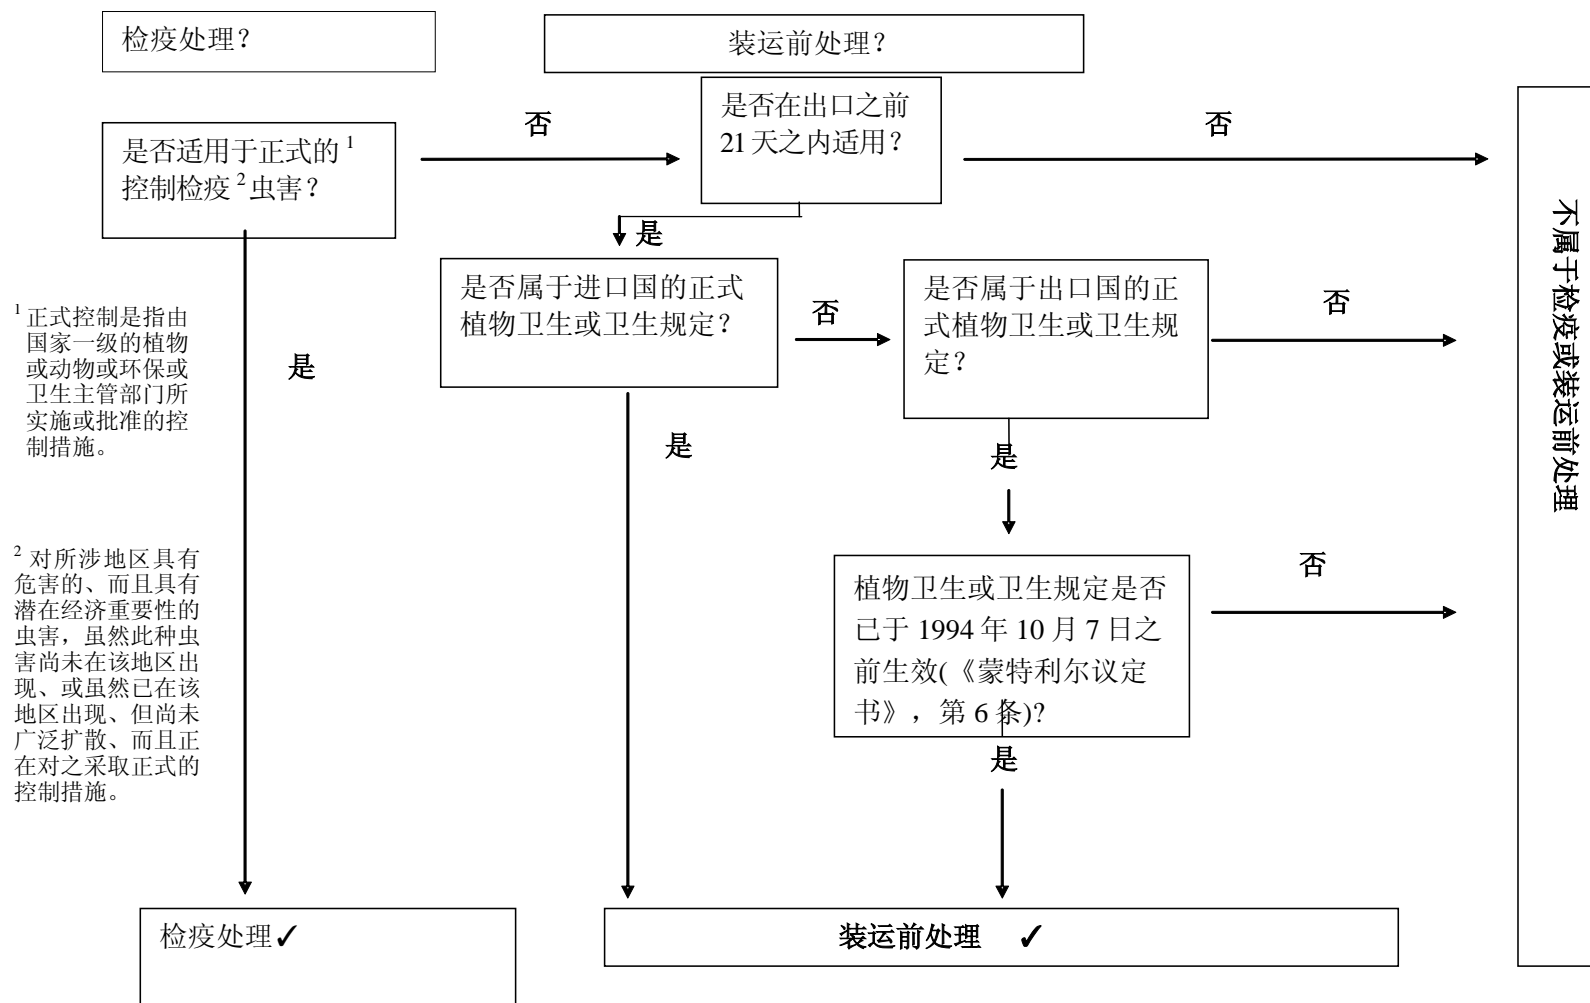 检疫处理?
装运前处理?
是否在出口之前
21天之内适用?
否
否
是否适用于正式的1
控制检疫2虫害?
是
是否属于进口国的正式
植物卫生或卫生规定?
否
是否属于出口国的正
式植物卫生或卫生规
定?
否
不属于检疫或装运前处理
1 正式控制是指由
国家一级的植物
或动物或环保或
卫生主管部门所
实施或批准的控
制措施。
是
是
是
2 对所涉地区具有
危害的、而且具有
潜在经济重要性的
虫害，虽然此种虫
害尚未在该地区出
现、或虽然已在该
地区出现、但尚未
广泛扩散、而且正
在对之采取正式的
控制措施。
植物卫生或卫生规定是否
已于 1994 年 10 月 7 日之
前生效(《蒙特利尔议定
书》，第 6 条)?
否
是
检疫处理✓
装运前处理 ✓